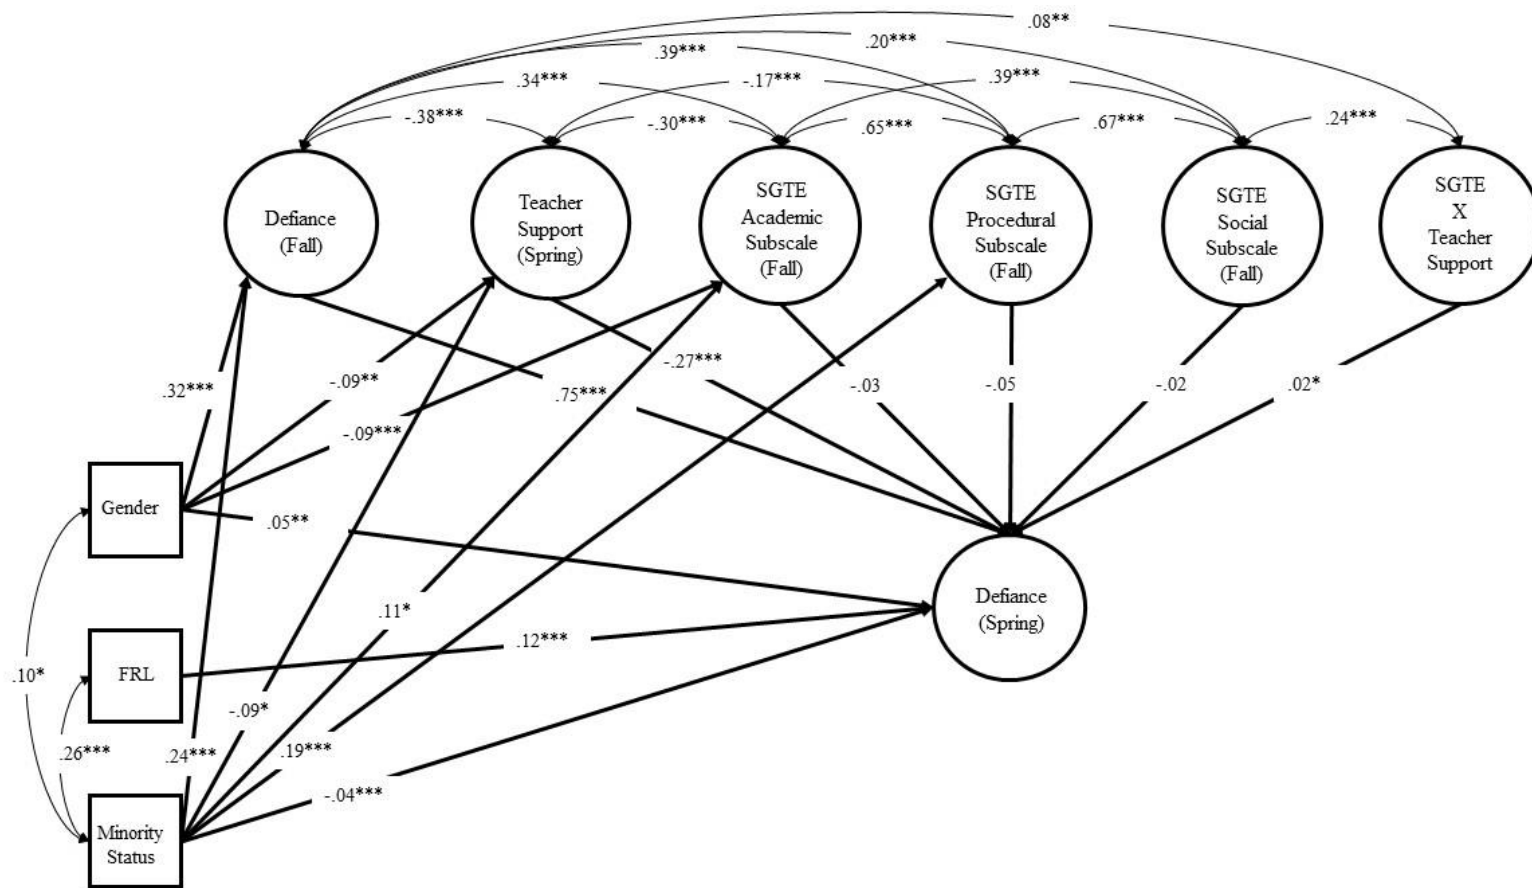 .08**
.20***
.39***
.34***
-.17***
.39***
-.38***
-.30***
.65***
.67***
.24***
Defiance
(Fall)
Teacher
Support
(Spring)
SGTE
Academic
Subscale
(Fall)
SGTE
Procedural
Subscale
(Fall)
SGTE
Social
Subscale
(Fall)
SGTE
X
Teacher
Support
.32***
-.09**
.75***
-.27***
-.03
-.05
-.02
.02*
-.09***
Gender
.05**
Defiance
(Spring)
.11*
.12***
.10*
FRL
-.09*
.26***
.24***
.19***
-.04***
Minority
Status